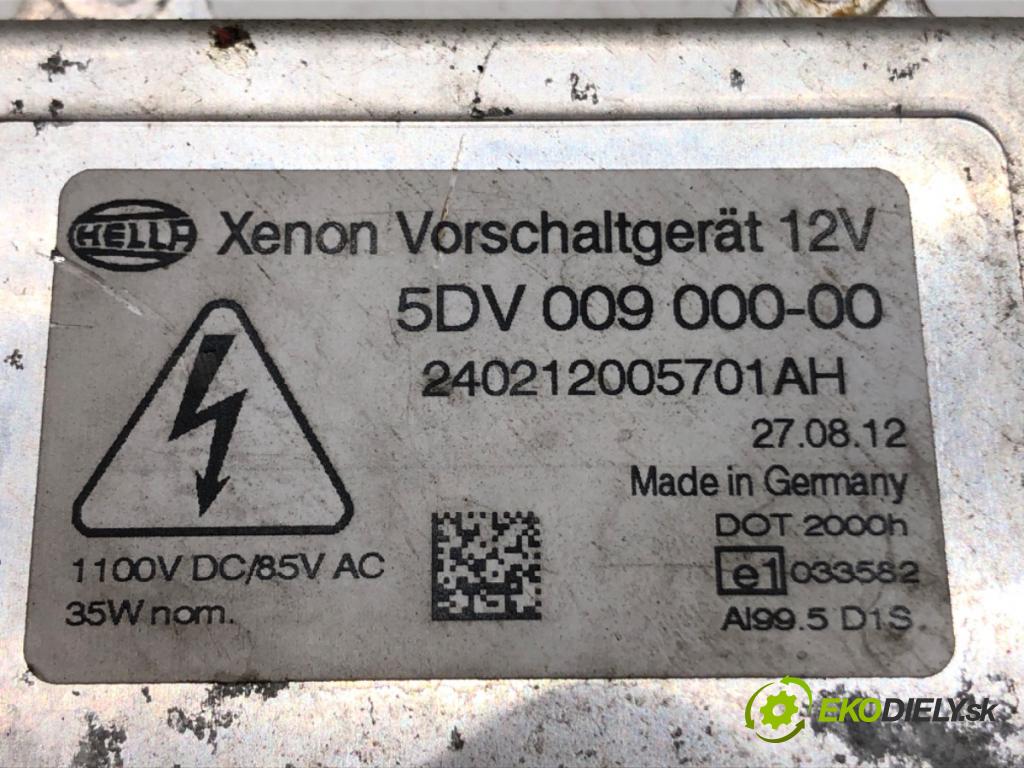 HELLA Xenon Vorschaltgerät 12V
5DV 009 000-00
240212005701AH
27.08.12
Made in Germany
DOT 2000h
1100V DC/85V AC
e1 033582
35W nom.
Al99.5 D1S
EKODIELY.sk